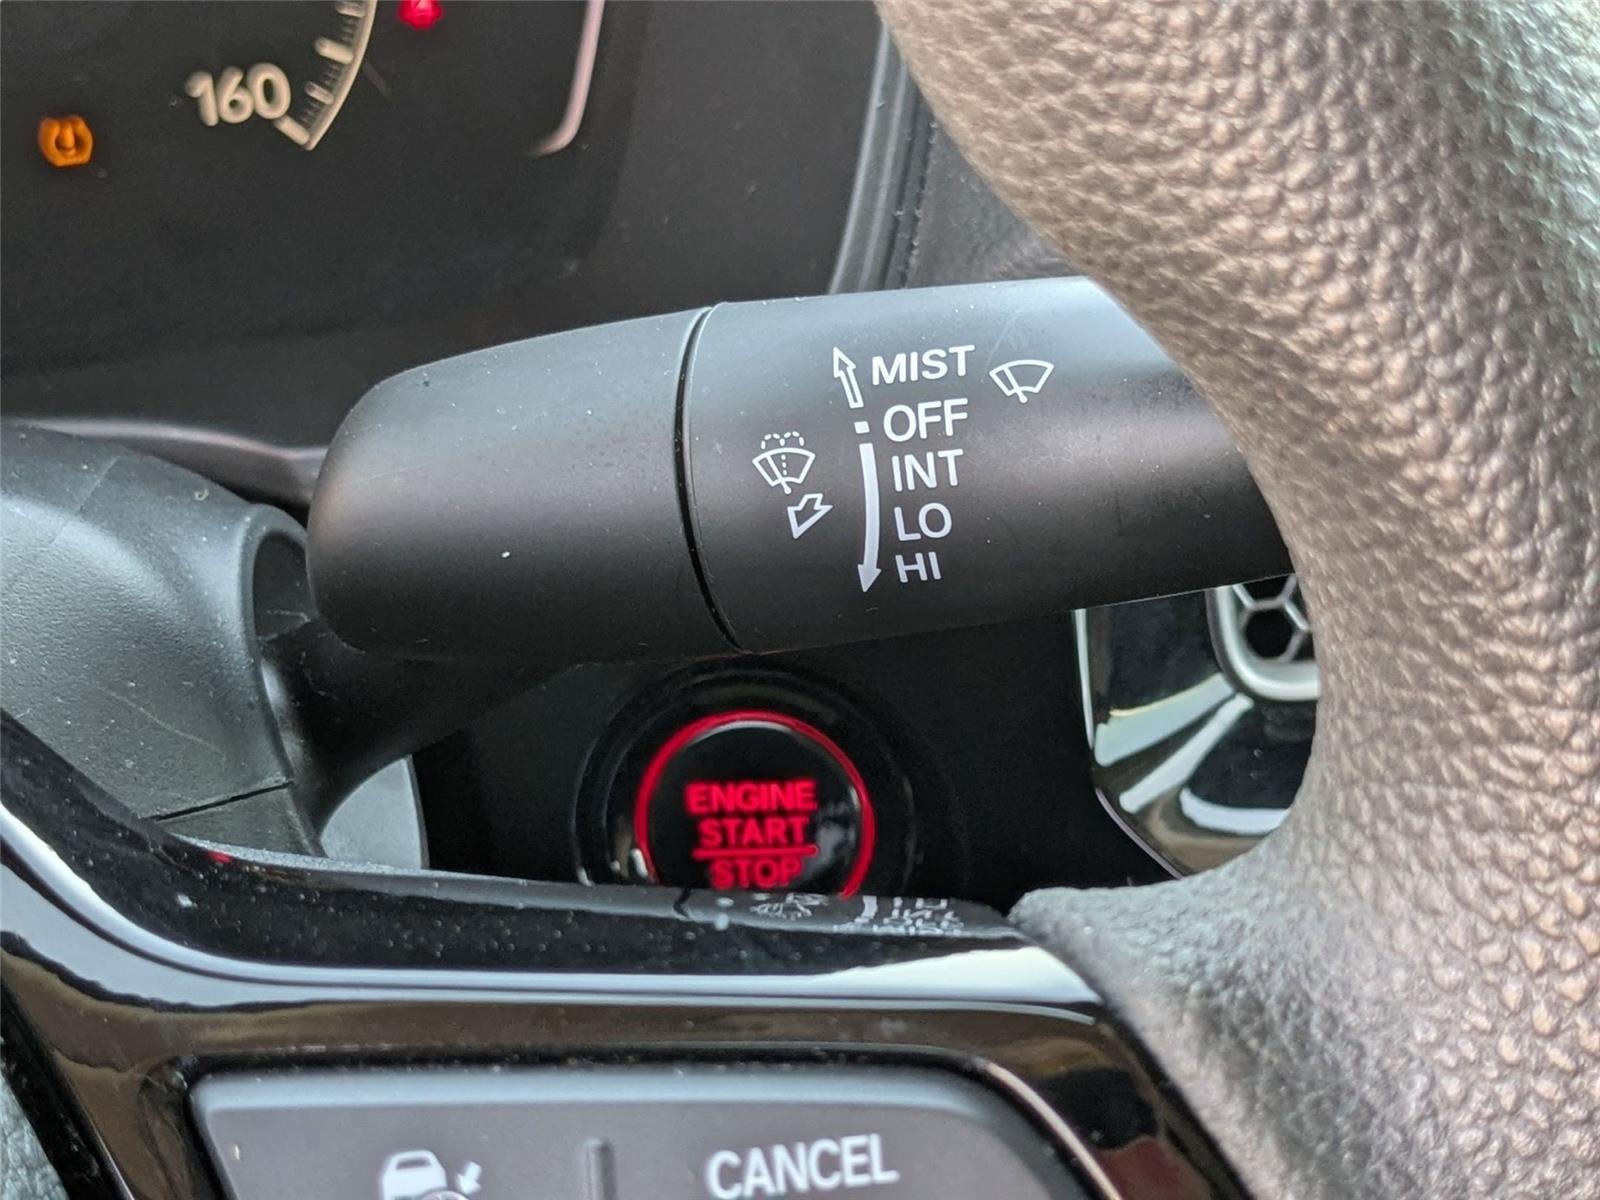 160
MIST
OFF
INT
LO
HI
ENGINE
START
STOP
CANCEL